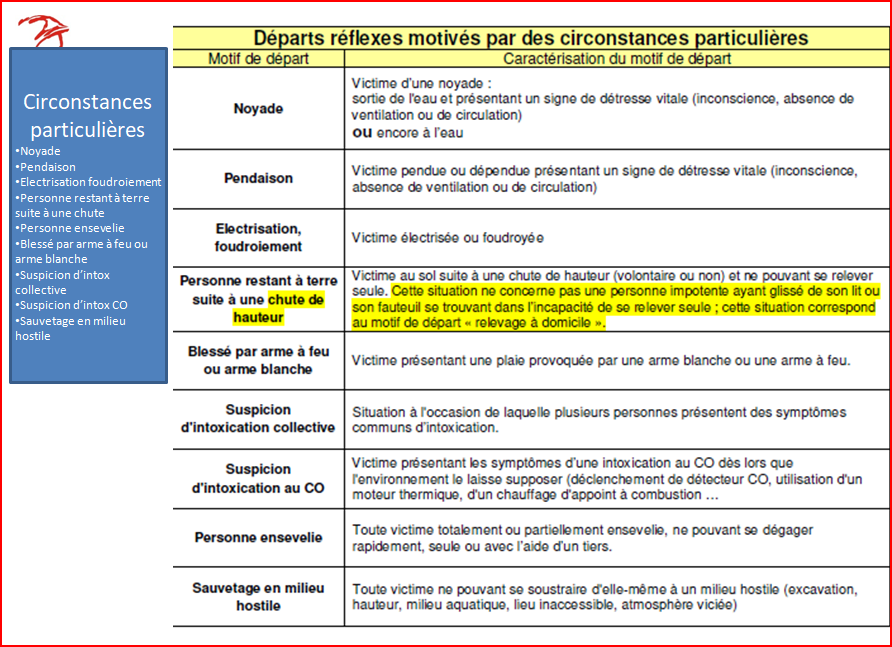 Circonstances
particulières
•Noyade
•Pendaison
•Electrisation foudroiement
•Personne restant à terre
suite à une chute
•Personne ensevelie
•Blessé par arme à feu ou
arme blanche
•Suspicion d’intox
collective
•Suspicion d’intox CO
•Sauvetage en milieu
hostile
Départs réflexes motivés par des circonstances particulières
Motif de départ
Caractérisation du motif de départ
Noyade
Victime d’une noyade :
sortie de l'eau et présentant un signe de détresse vitale (inconscience, absence de
ventilation ou de circulation)
ou encore à l’eau
Pendaison
Victime pendue ou dépendue présentant un signe de détresse vitale (inconscience,
absence de ventilation ou de circulation)
Electrisation,
foudroiement
Victime électrisée ou foudroyée
Personne restant à terre
suite à une chute de
hauteur
Victime au sol suite à une chute de hauteur (volontaire ou non) et ne pouvant se relever
seule. Cette situation ne concerne pas une personne impotente ayant glissé de son lit ou
son fauteuil se trouvant dans l’incapacité de se relever seule ; cette situation correspond
au motif de départ « relevage à domicile ».
Blessé par arme à feu
ou arme blanche
Victime présentant une plaie provoquée par une arme blanche ou une arme à feu.
Suspicion
d'intoxication collective
Situation à l'occasion de laquelle plusieurs personnes présentent des symptômes
communs d’intoxication.
Suspicion
d'intoxication au CO
Victime présentant les symptômes d’une intoxication au CO dès lors que
l'environnement le laisse supposer (déclenchement de détecteur CO, utilisation d'un
moteur thermique, d'un chauffage d'appoint à combustion …
Personne ensevelie
Toute victime totalement ou partiellement ensevelie, ne pouvant se dégager
rapidement, seule ou avec l’aide d’un tiers.
Sauvetage en milieu
hostile
Toute victime ne pouvant se soustraire d'elle-même à un milieu hostile (excavation,
hauteur, milieu aquatique, lieu inaccessible, atmosphère viciée)